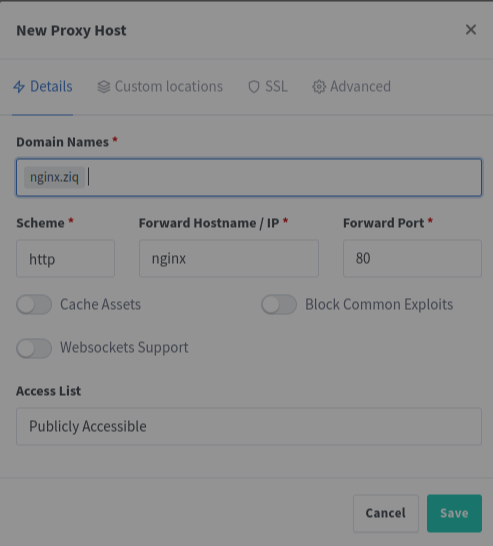 New Proxy Host
Details Custom locations SSL Advanced
Domain Names *
nginx.ziq
Scheme * Forward Hostname / IP * Forward Port *
http nginx 80
Cache Assets Block Common Exploits
Websockets Support
Access List
Publicly Accessible
Cancel Save